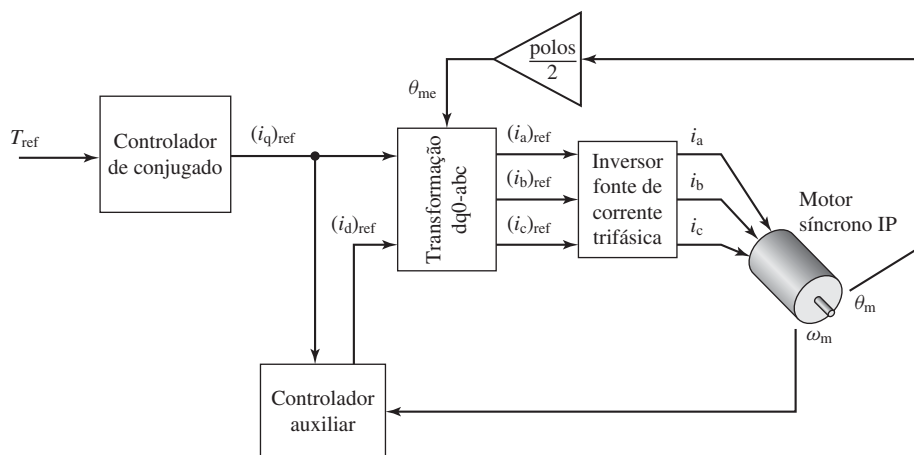 polos
2
θme
Tref
Controlador
de conjugado
(iq)ref
(id)ref
Transformação
dq0-abc
(ia)ref
(ib)ref
(ic)ref
Inversor
fonte de
corrente
trifásica
ia
ib
ic
Motor
síncrono IP
θm
ωm
Controlador
auxiliar